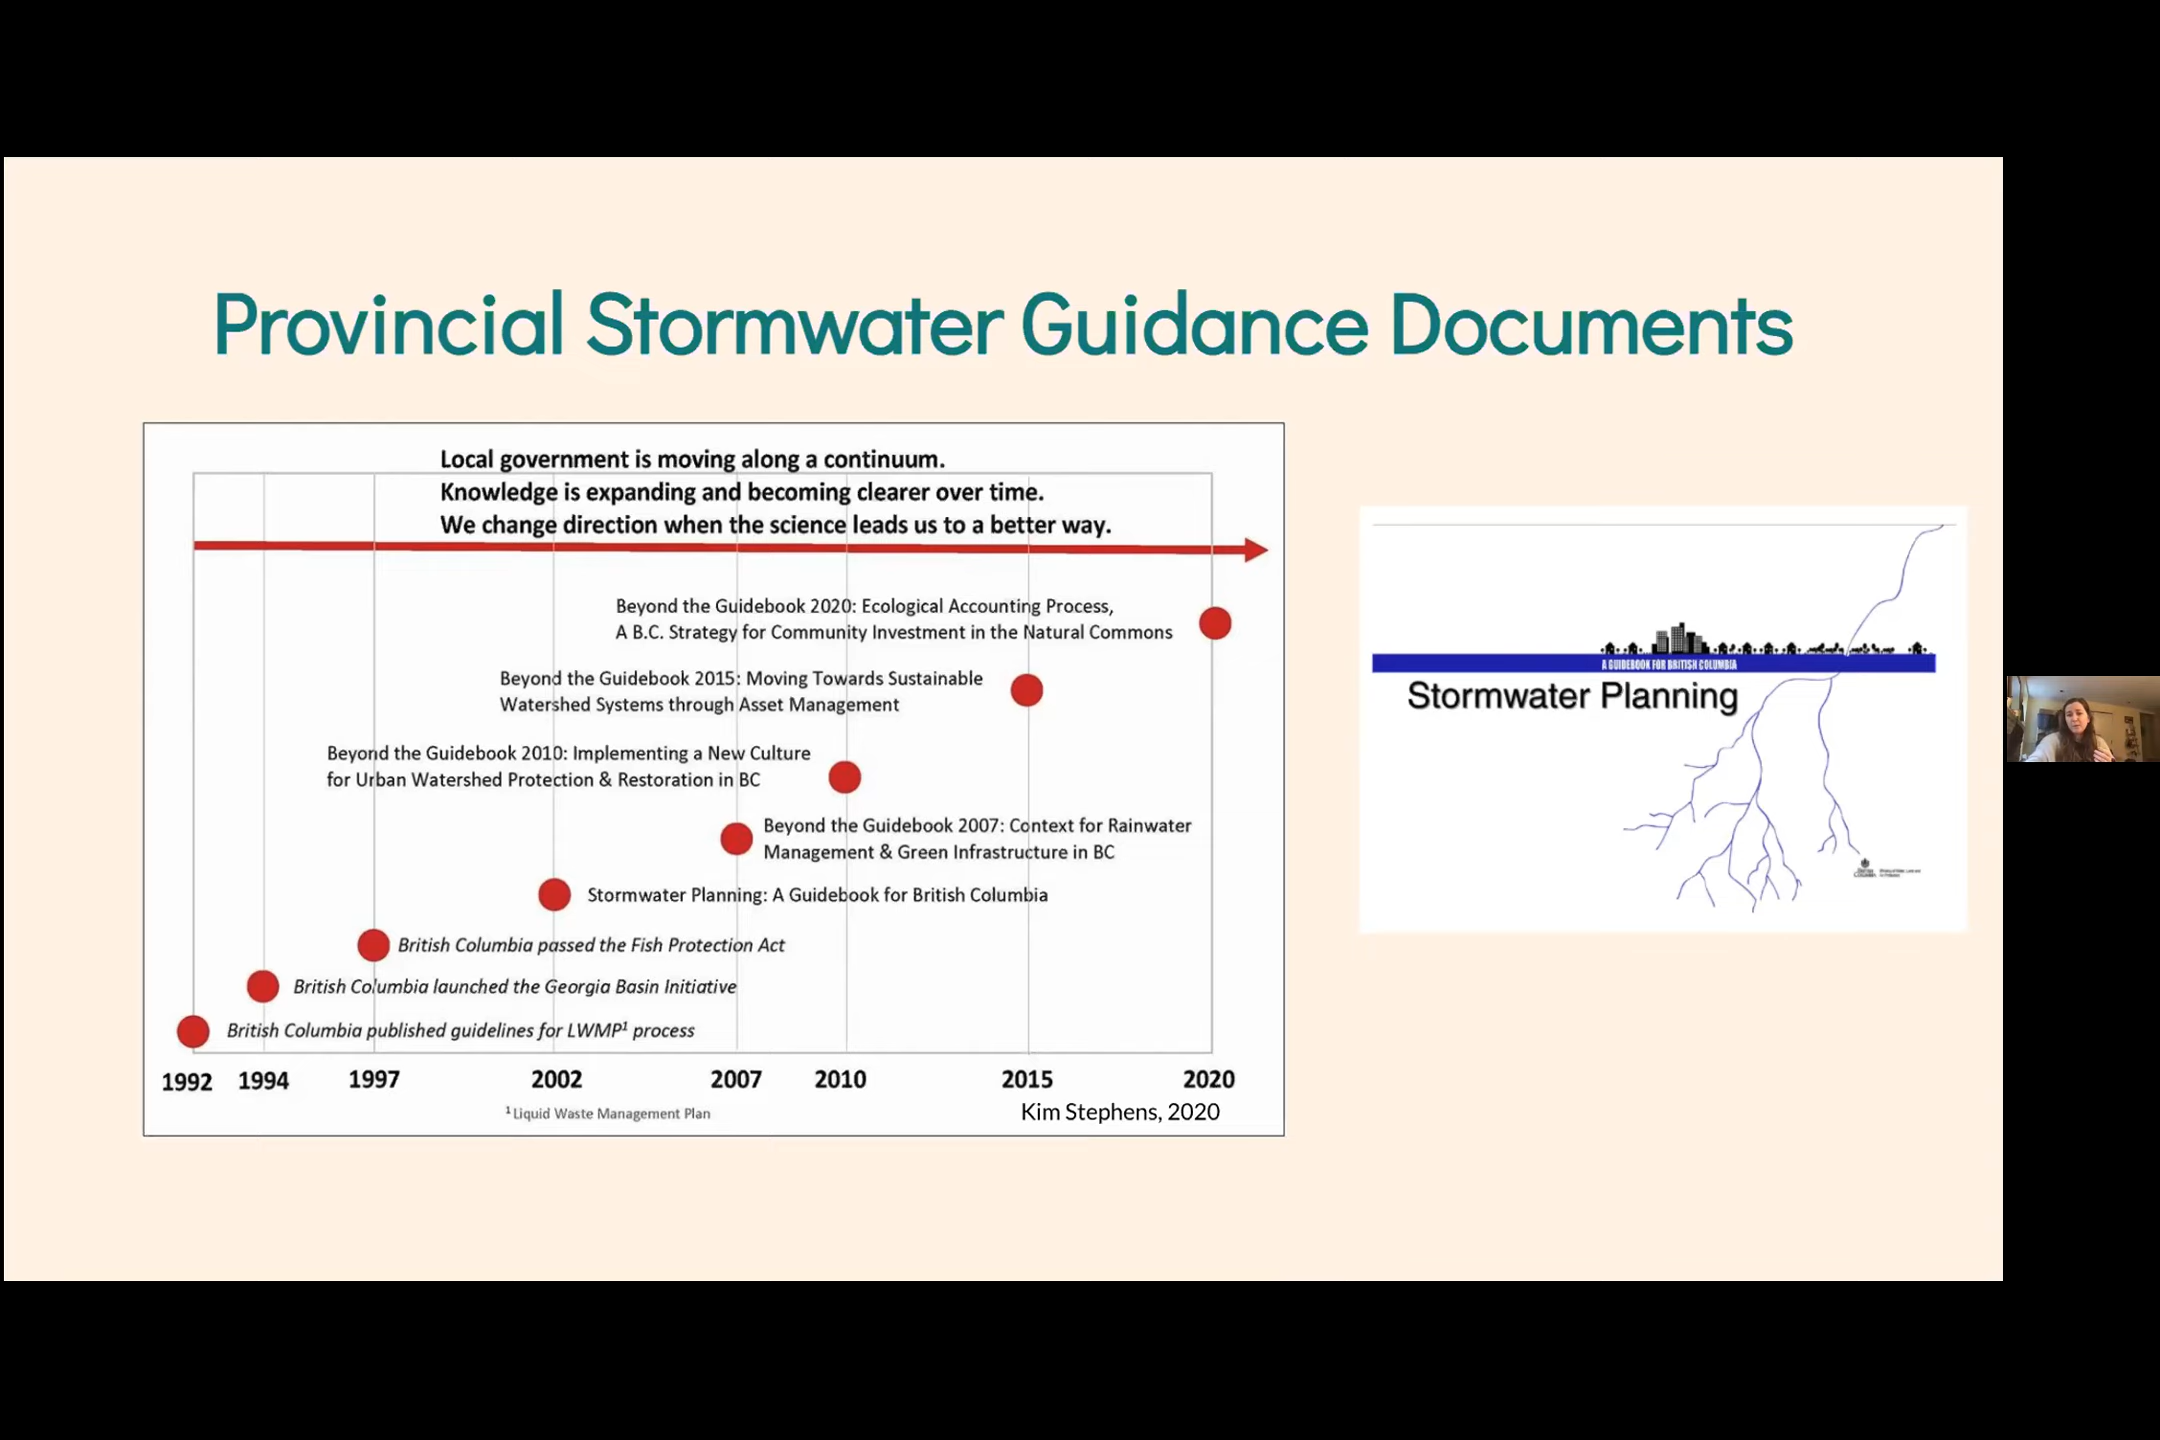 Provincial Stormwater Guidance Documents
Local government is moving along a continuum.
Knowledge is expanding and becoming clearer over time.
We change direction when the science leads us to a better way.
Beyond the Guidebook 2020: Ecological Accounting Process,
A B.C. Strategy for Community Investment in the Natural Commons
Beyond the Guidebook 2015: Moving Towards Sustainable
Watershed Systems through Asset Management
Beyond the Guidebook 2010: Implementing a New Culture
for Urban Watershed Protection & Restoration in BC
Beyond the Guidebook 2007: Context for Rainwater
Management & Green Infrastructure in BC
Stormwater Planning: A Guidebook for British Columbia
British Columbia passed the Fish Protection Act
British Columbia launched the Georgia Basin Initiative
British Columbia published guidelines for LWMP¹ process
1992 1994 1997 2002 2007 2010 2015 2020
¹ Liquid Waste Management Plan
Kim Stephens, 2020
A GUIDEBOOK FOR BRITISH COLUMBIA
Stormwater Planning